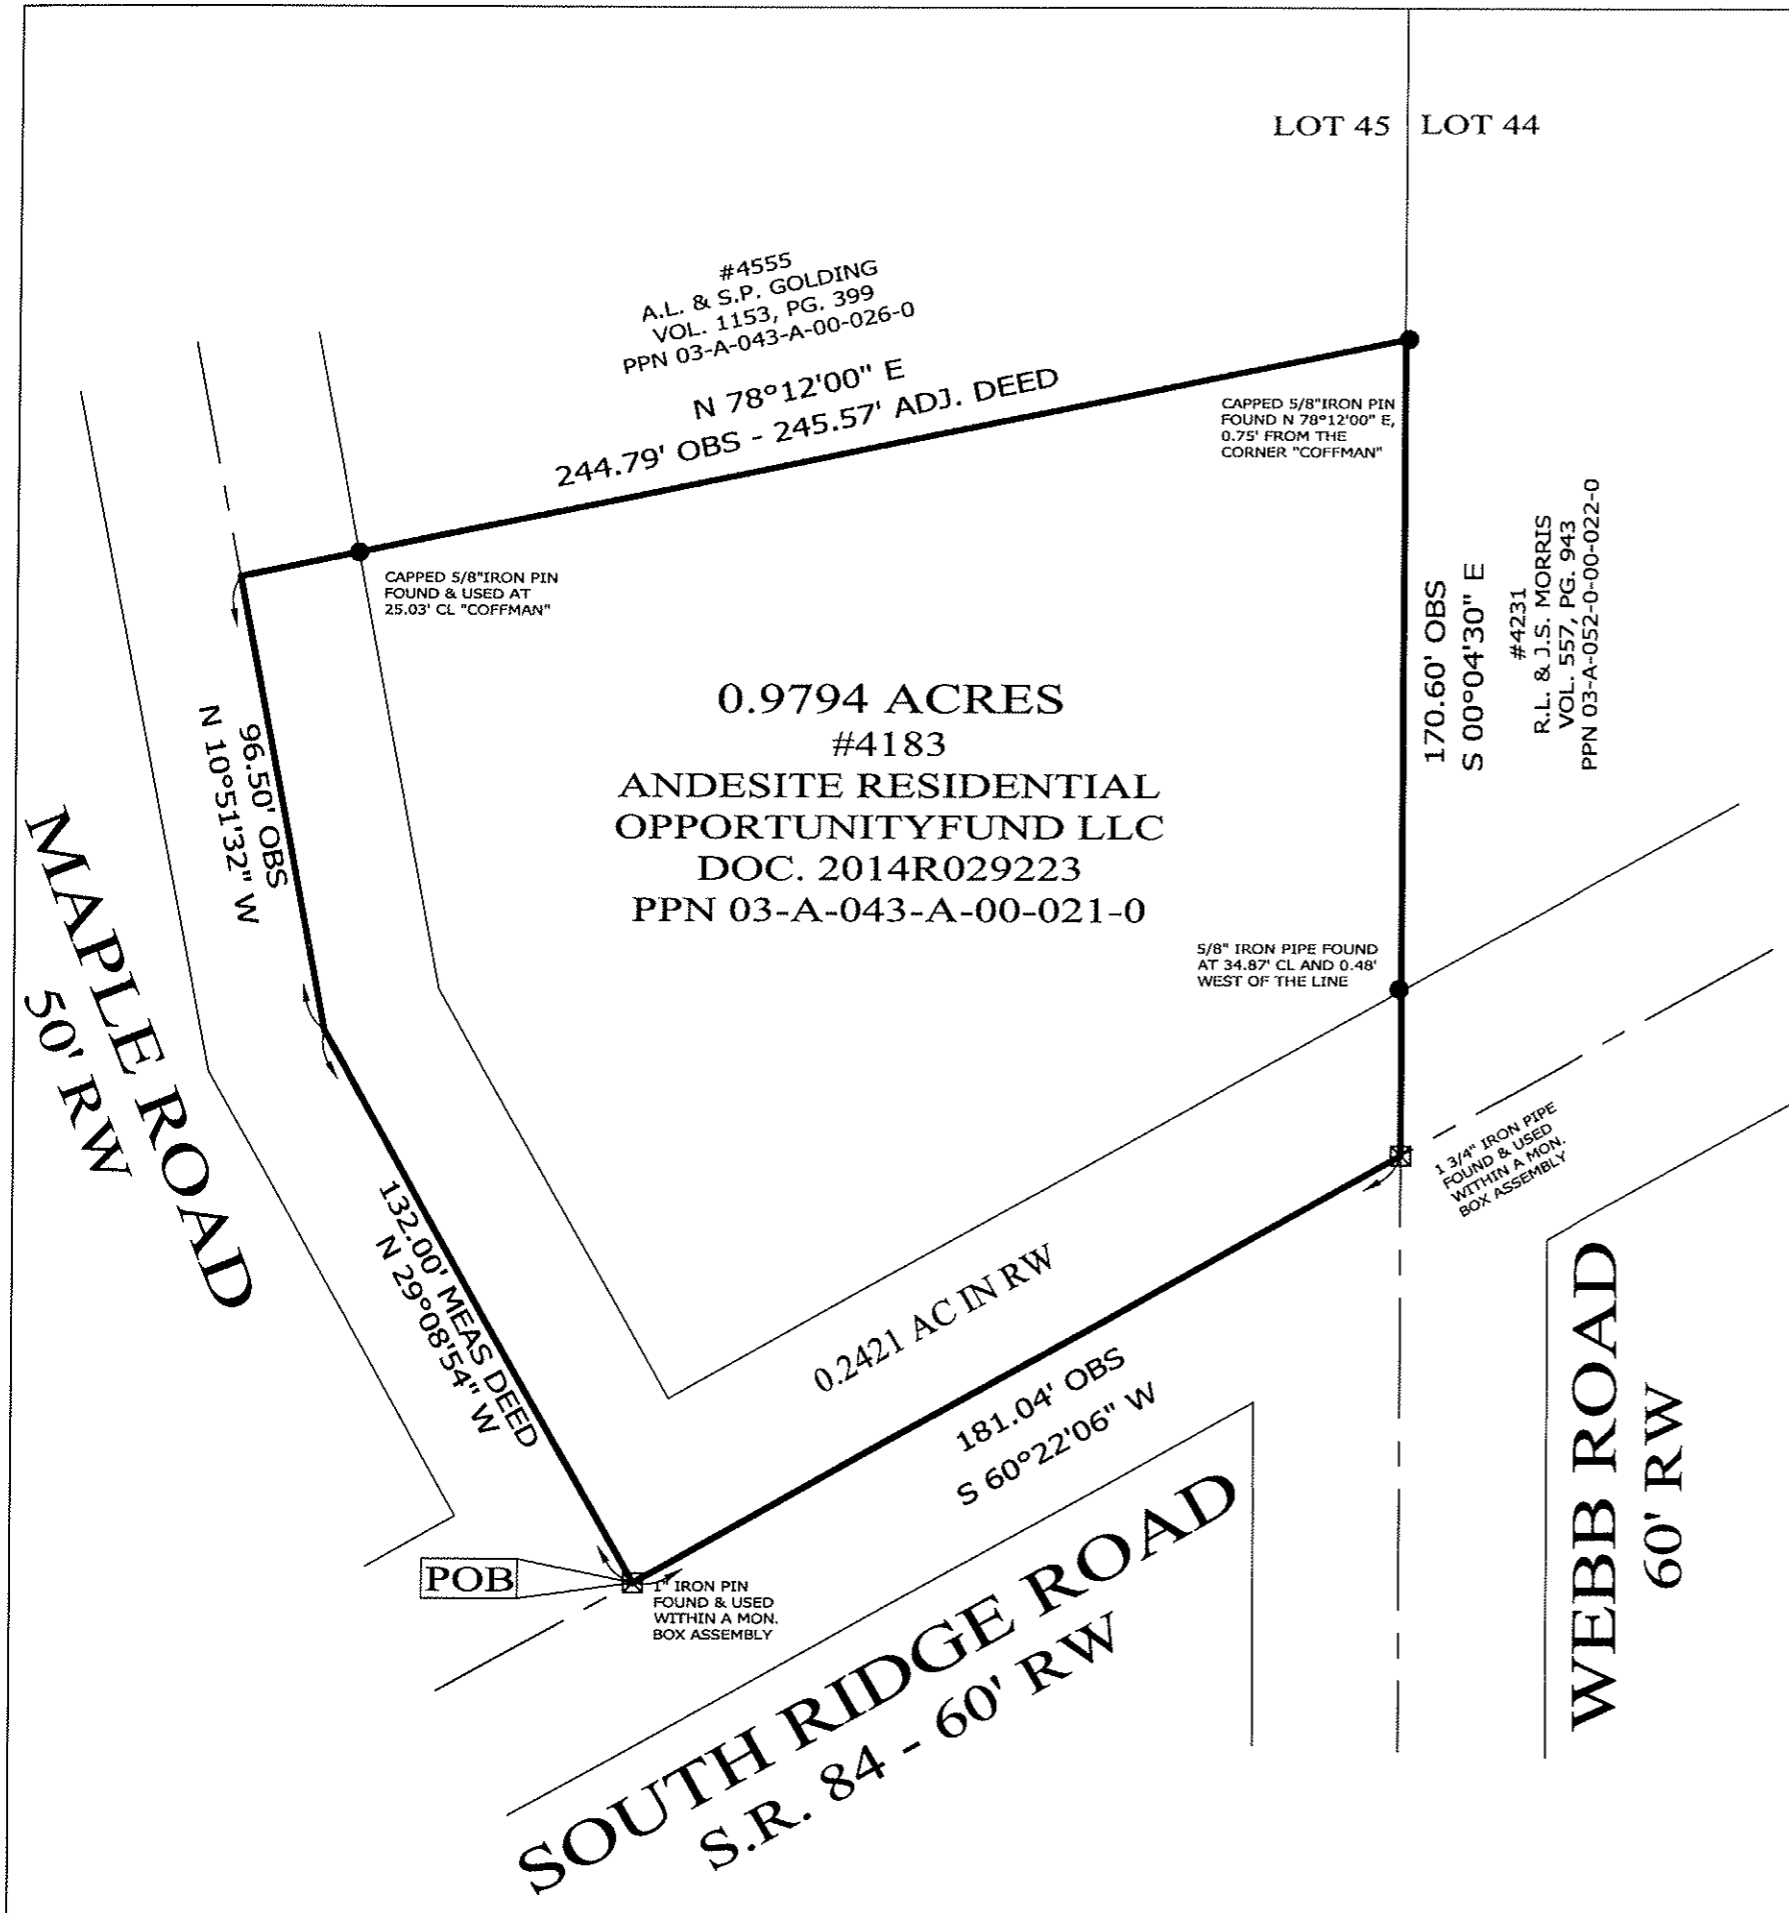 LOT 45
LOT 44
#4555
A.L. & S.P. GOLDING
VOL. 1153, PG. 399
PPN 03-A-043-A-00-026-0
N 78°12'00" E
244.79' OBS - 245.57' ADJ. DEED
CAPPED 5/8"IRON PIN
FOUND N 78°12'00" E,
0.75' FROM THE
CORNER "COFFMAN"
CAPPED 5/8"IRON PIN
FOUND & USED AT
25.03' CL "COFFMAN"
170.60' OBS
S 00°04'30" E
#4231
R.L. & J.S. MORRIS
VOL. 557, PG. 943
PPN 03-A-052-0-00-022-0
96.50' OBS
N 10°51'32" W
0.9794 ACRES
#4183
ANDESITE RESIDENTIAL
OPPORTUNITYFUND LLC
DOC. 2014R029223
PPN 03-A-043-A-00-021-0
5/8" IRON PIPE FOUND
AT 34.87' CL AND 0.48'
WEST OF THE LINE
MAPLE ROAD
50' RW
1 3/4" IRON PIPE
FOUND & USED
WITHIN A MON.
BOX ASSEMBLY
132.00' MEAS DEED
N 29°08'54" W
0.2421 AC IN RW
181.04' OBS
S 60°22'06" W
WEBB ROAD
60' RW
POB
1" IRON PIN
FOUND & USED
WITHIN A MON.
BOX ASSEMBLY
SOUTH RIDGE ROAD
S.R. 84 - 60' RW